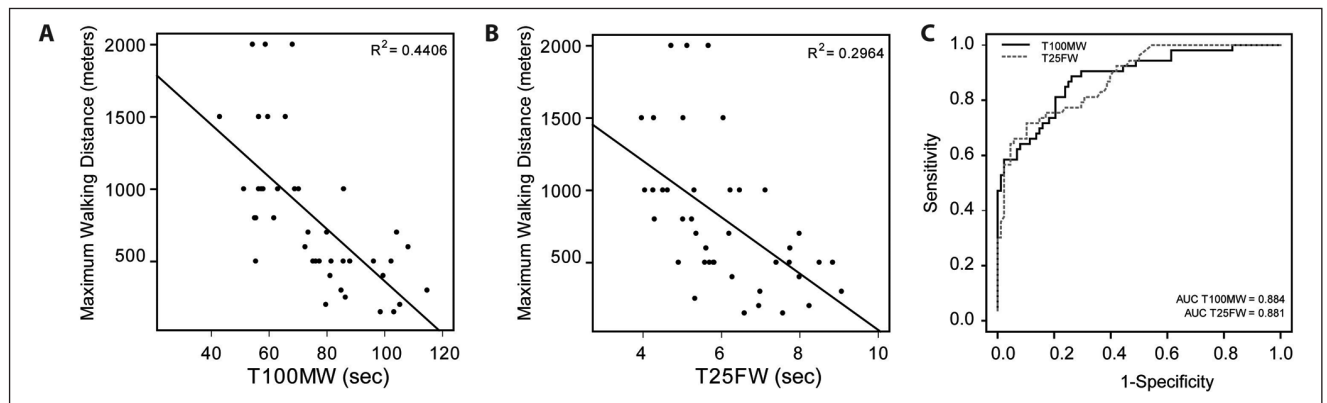 A
R² = 0.4406
Maximum Walking Distance (meters)
2000
1500
1000
500
40 60 80 100 120
T100MW (sec)
B
R² = 0.2964
Maximum Walking Distance (meters)
2000
1500
1000
500
4 6 8 10
T25FW (sec)
C
T100MW
T25FW
Sensitivity
1.0
0.8
0.6
0.4
0.2
0.0
AUC T100MW = 0.884
AUC T25FW = 0.881
0.0 0.2 0.4 0.6 0.8 1.0
1-Specificity